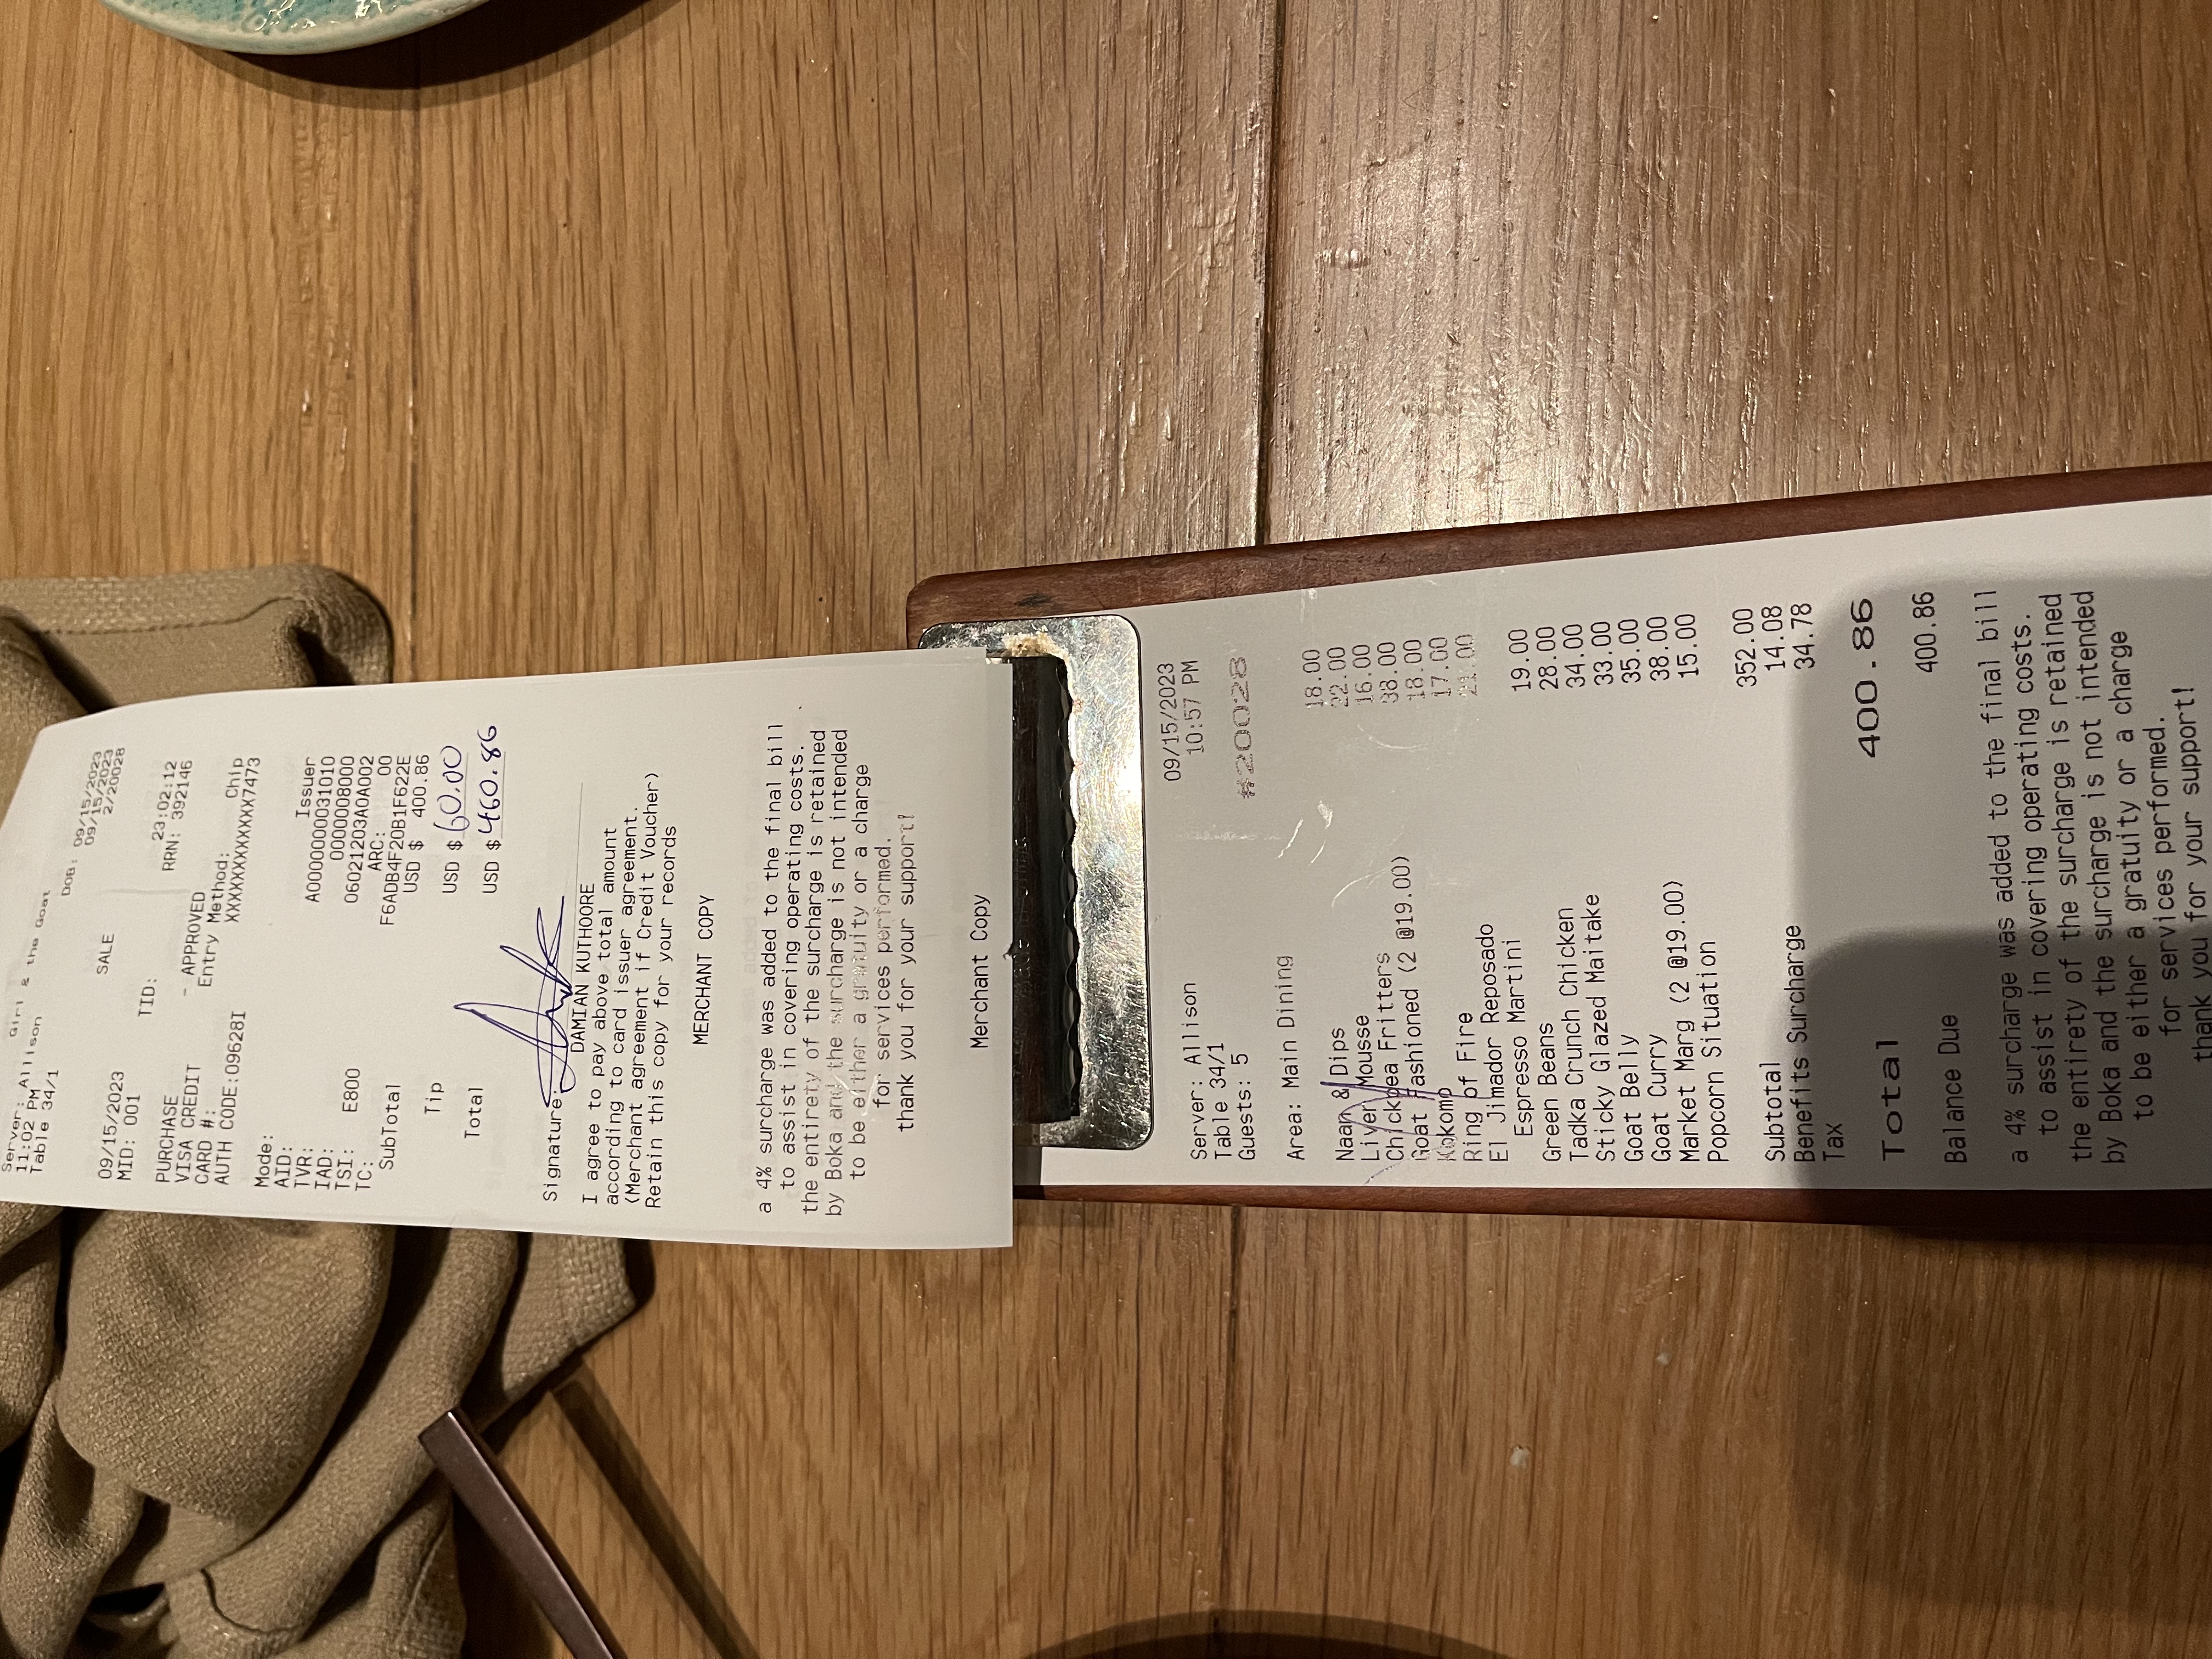 Girl & the Goat
Server: Allison DOB: 09/15/2023
11:02 PM 09/15/2023
Table 34/1 2/20028
SALE
09/15/2023 23:02:12
MID: 001 TID: RRN: 392146
PURCHASE - APPROVED
VISA CREDIT Entry Method: Chip
CARD #: XXXXXXXXXXXX7473
AUTH CODE:09628I
Mode: Issuer
AID: A0000000031010
TVR: 0000008000
IAD: 06021203A0A002
TSI: E800 ARC: 00
TC: F6ADB4F20B1F622E
SubTotal USD $ 400.86
Tip USD $ 60.00
Total USD $ 460.86
Signature:
DAMIAN KUTHOORE
I agree to pay above total amount
according to card issuer agreement.
(Merchant agreement if Credit Voucher)
Retain this copy for your records
MERCHANT COPY
a 4% surcharge was added to the final bill
to assist in covering operating costs.
the entirety of the surcharge is retained
by Boka and the surcharge is not intended
to be either a gratuity or a charge
for services performed.
thank you for your support!
Merchant Copy
Server: Allison 09/15/2023
Table 34/1 10:57 PM
Guests: 5 #20028
Area: Main Dining
Naan & Dips 18.00
Liver Mousse 22.00
Chickpea Fritters 16.00
Goat Fashioned (2 @19.00) 38.00
Kokomo 18.00
Ring of Fire 17.00
El Jimador Reposado 21.00
Espresso Martini
Green Beans 19.00
Tadka Crunch Chicken 28.00
Sticky Glazed Maitake 34.00
Goat Belly 33.00
Goat Curry 35.00
Market Marg (2 @19.00) 38.00
Popcorn Situation 15.00
Subtotal 352.00
Benefits Surcharge 14.08
Tax 34.78
Total 400.86
Balance Due 400.86
a 4% surcharge was added to the final bill
to assist in covering operating costs.
the entirety of the surcharge is retained
by Boka and the surcharge is not intended
to be either a gratuity or a charge
for services performed.
thank you for your support!